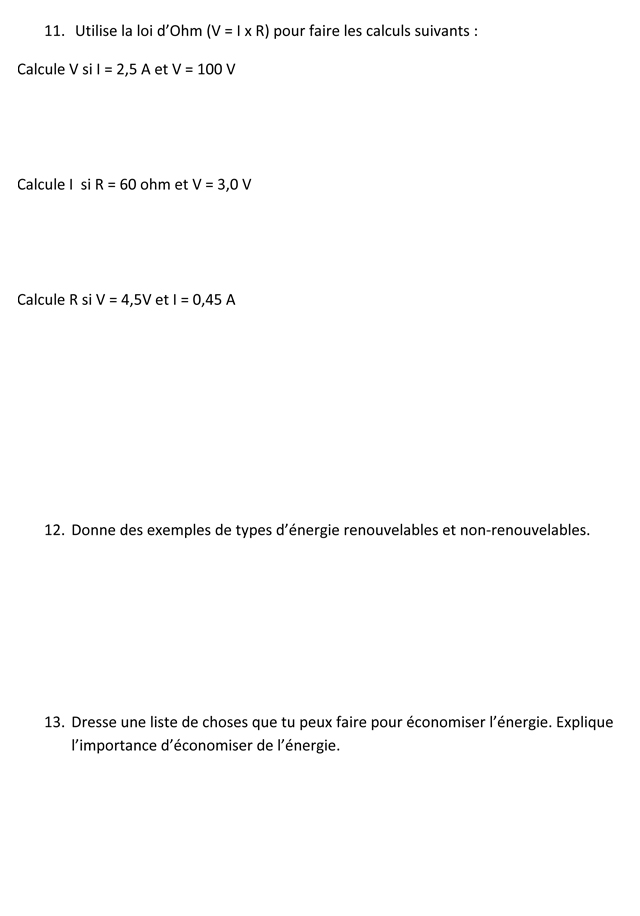 11. Utilise la loi d’Ohm (V = I x R) pour faire les calculs suivants :
Calcule V si I = 2,5 A et V = 100 V
Calcule I si R = 60 ohm et V = 3,0 V
Calcule R si V = 4,5V et I = 0,45 A
12. Donne des exemples de types d’énergie renouvelables et non-renouvelables.
13. Dresse une liste de choses que tu peux faire pour économiser l’énergie. Explique
l’importance d’économiser de l’énergie.